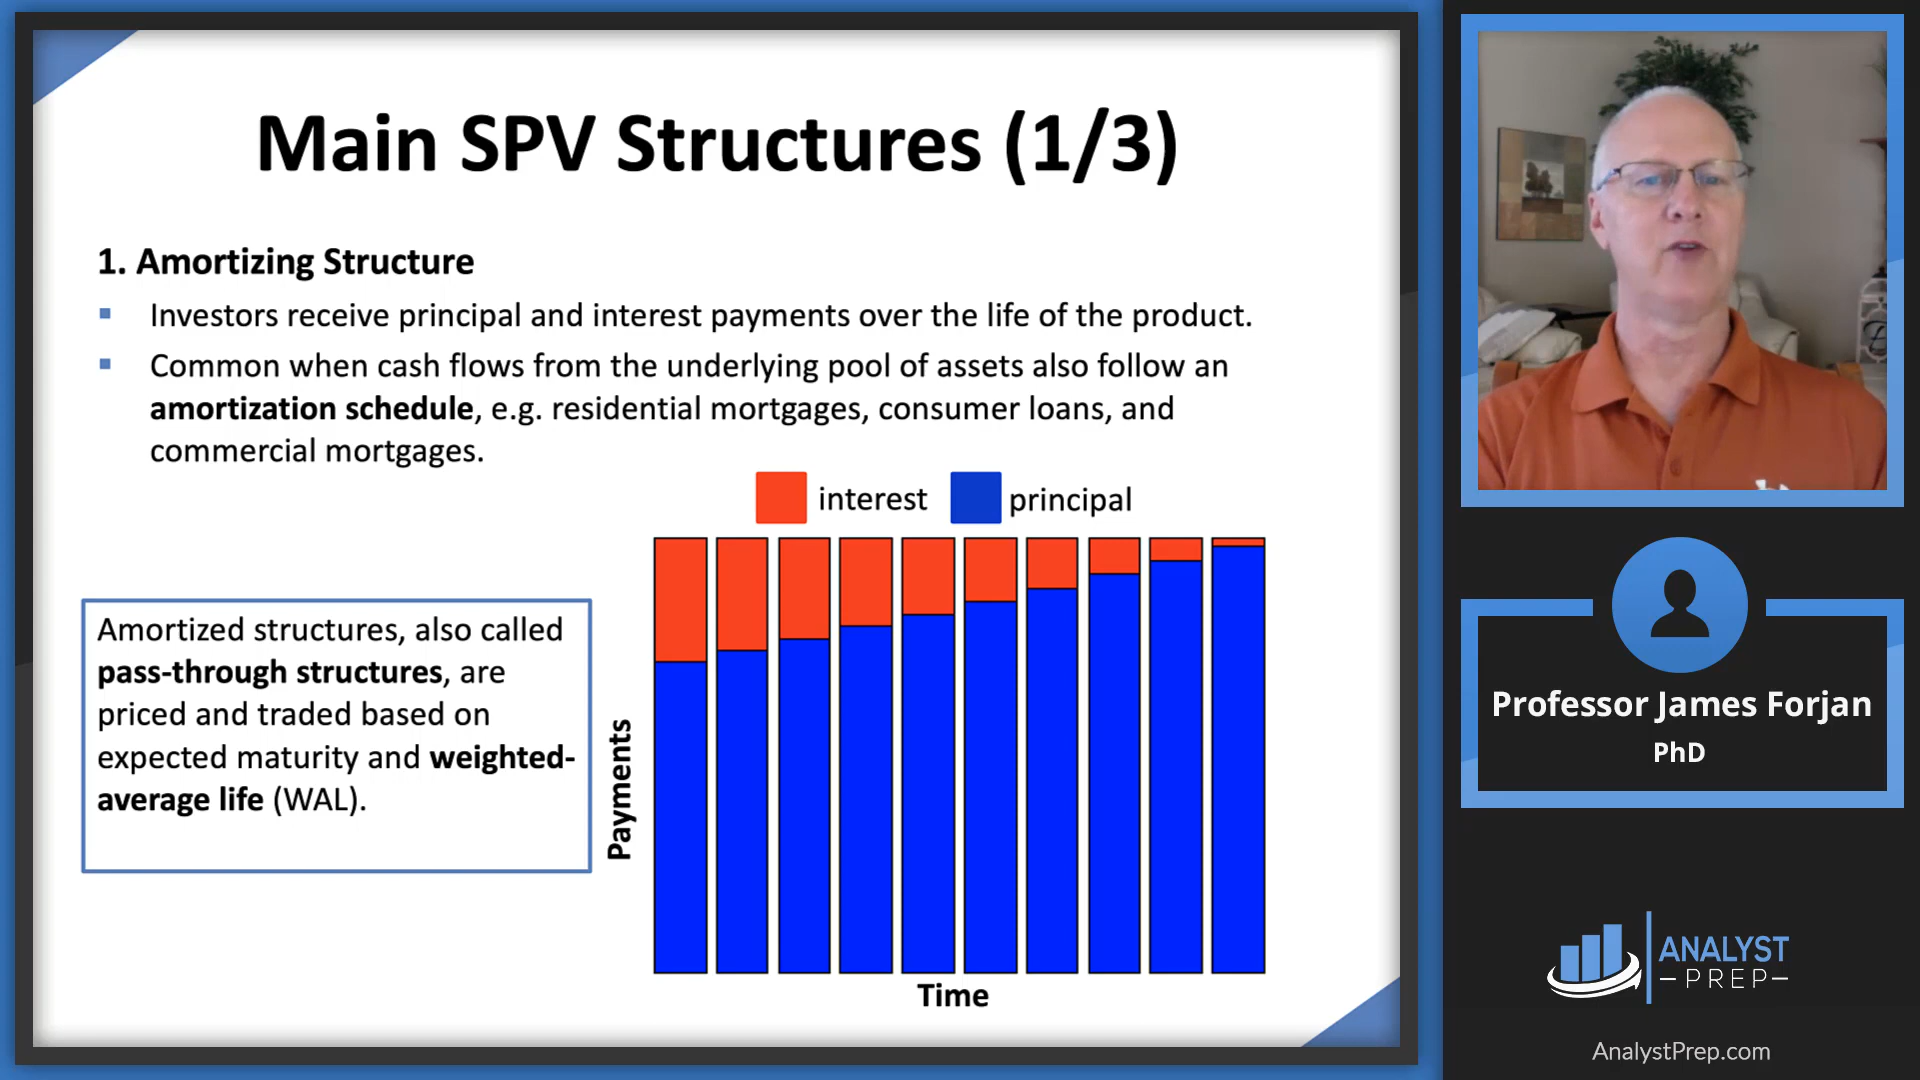 Main SPV Structures (1/3)
1. Amortizing Structure
▪ Investors receive principal and interest payments over the life of the product.
▪ Common when cash flows from the underlying pool of assets also follow an
amortization schedule, e.g. residential mortgages, consumer loans, and
commercial mortgages.
interest principal
Amortized structures, also called
pass-through structures, are
priced and traded based on
expected maturity and weighted-
average life (WAL).
Payments
Time
Professor James Forjan
PhD
ANALYST
PREP
AnalystPrep.com